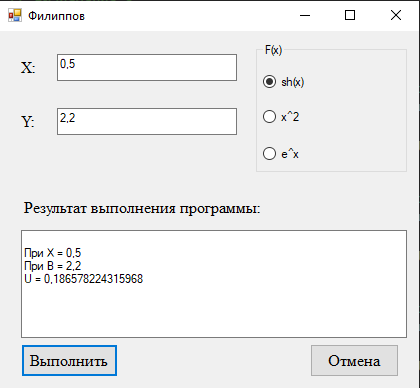 Филиппов
X:
0,5
Y:
2,2
F(x)
sh(x)
x^2
e^x
Результат выполнения программы:
При X = 0,5
При B = 2,2
U = 0,186578224315968
Выполнить
Отмена